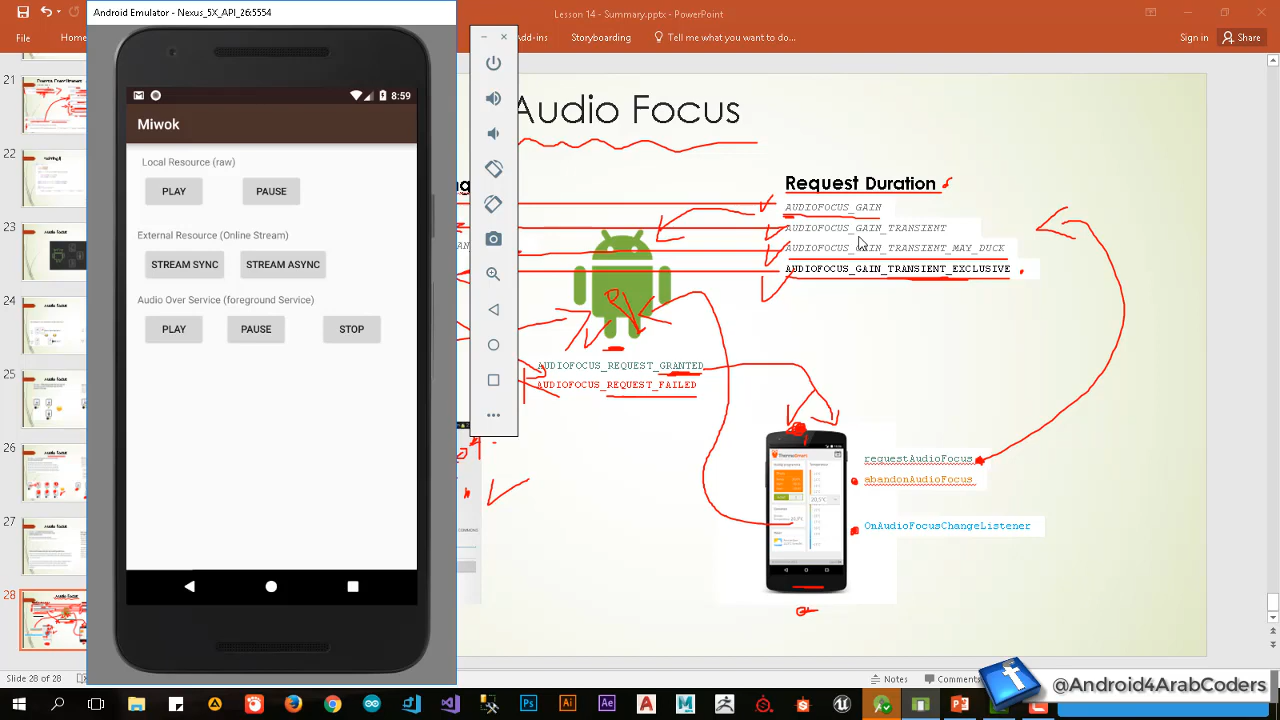 Android Emulator - Nexus_5X_API_26:5554
Lesson 14 - Summary.pptx - PowerPoint
File
Home
Add-ins
Storyboarding
Tell me what you want to do...
Sign in
Share
8:59
Miwok
Local Resource (raw)
PLAY
PAUSE
External Resource (Online Stream)
STREAM SYNC
STREAM ASYNC
Audio Over Service (foreground Service)
PLAY
PAUSE
STOP
Audio Focus
Request Duration
AUDIOFOCUS_GAIN
AUDIOFOCUS_GAIN_TRANSIENT
AUDIOFOCUS_GAIN_TRANSIENT_MAY_DUCK
AUDIOFOCUS_GAIN_TRANSIENT_EXCLUSIVE
AUDIOFOCUS_REQUEST_GRANTED
AUDIOFOCUS_REQUEST_FAILED
requestAudioFocus
abandonAudioFocus
OnAudioFocusChangeListener
22
23
24
25
26
27
28
Slide 28 of 28
Notes
Comments
@Android4ArabCoders